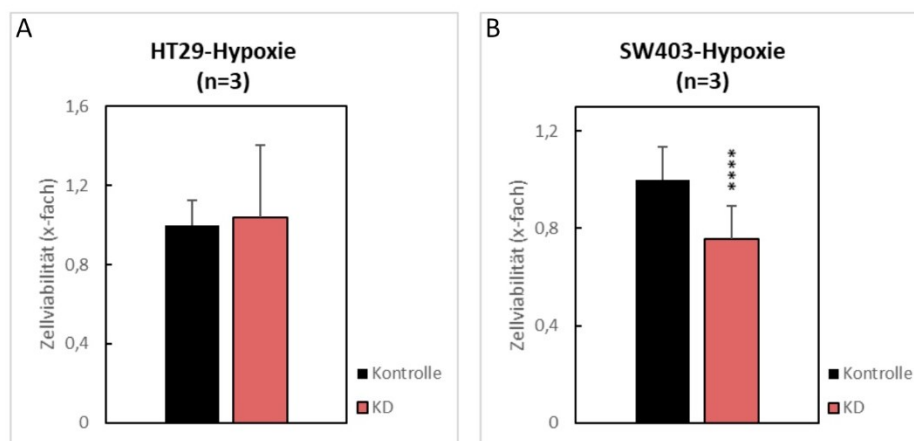 A
HT29-Hypoxie
(n=3)
Zellviabilität (x-fach)
1,6
1,2
0,8
0,4
0
Kontrolle
KD
B
SW403-Hypoxie
(n=3)
Zellviabilität (x-fach)
1,2
0,8
0,4
0
****
Kontrolle
KD